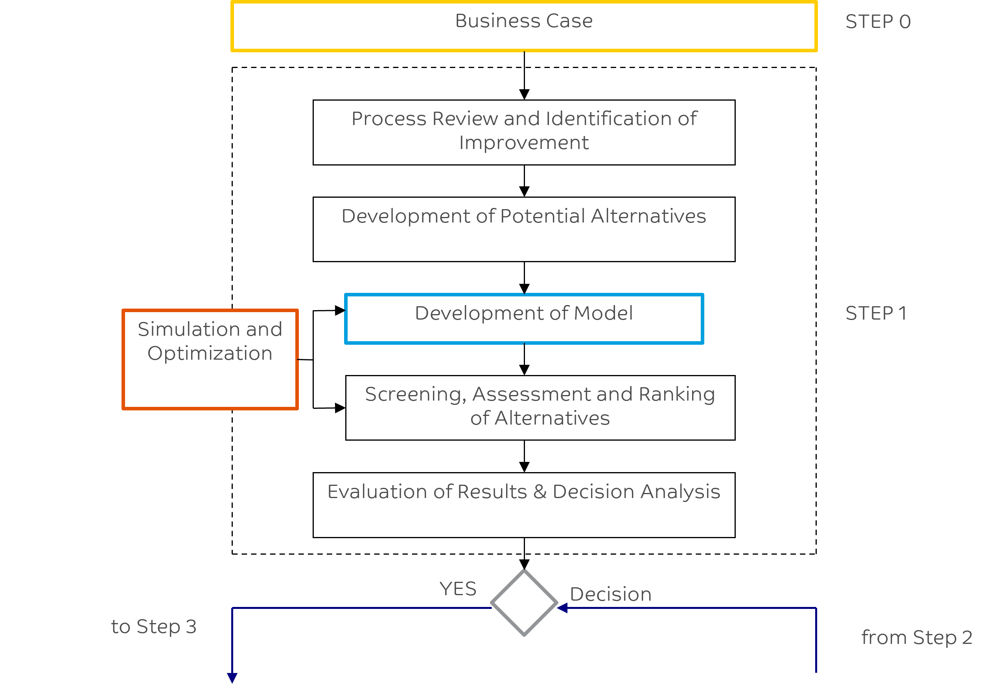 Business Case
STEP 0
Process Review and Identification of
Improvement
Development of Potential Alternatives
Development of Model
STEP 1
Simulation and
Optimization
Screening, Assessment and Ranking
of Alternatives
Evaluation of Results & Decision Analysis
YES
Decision
to Step 3
from Step 2